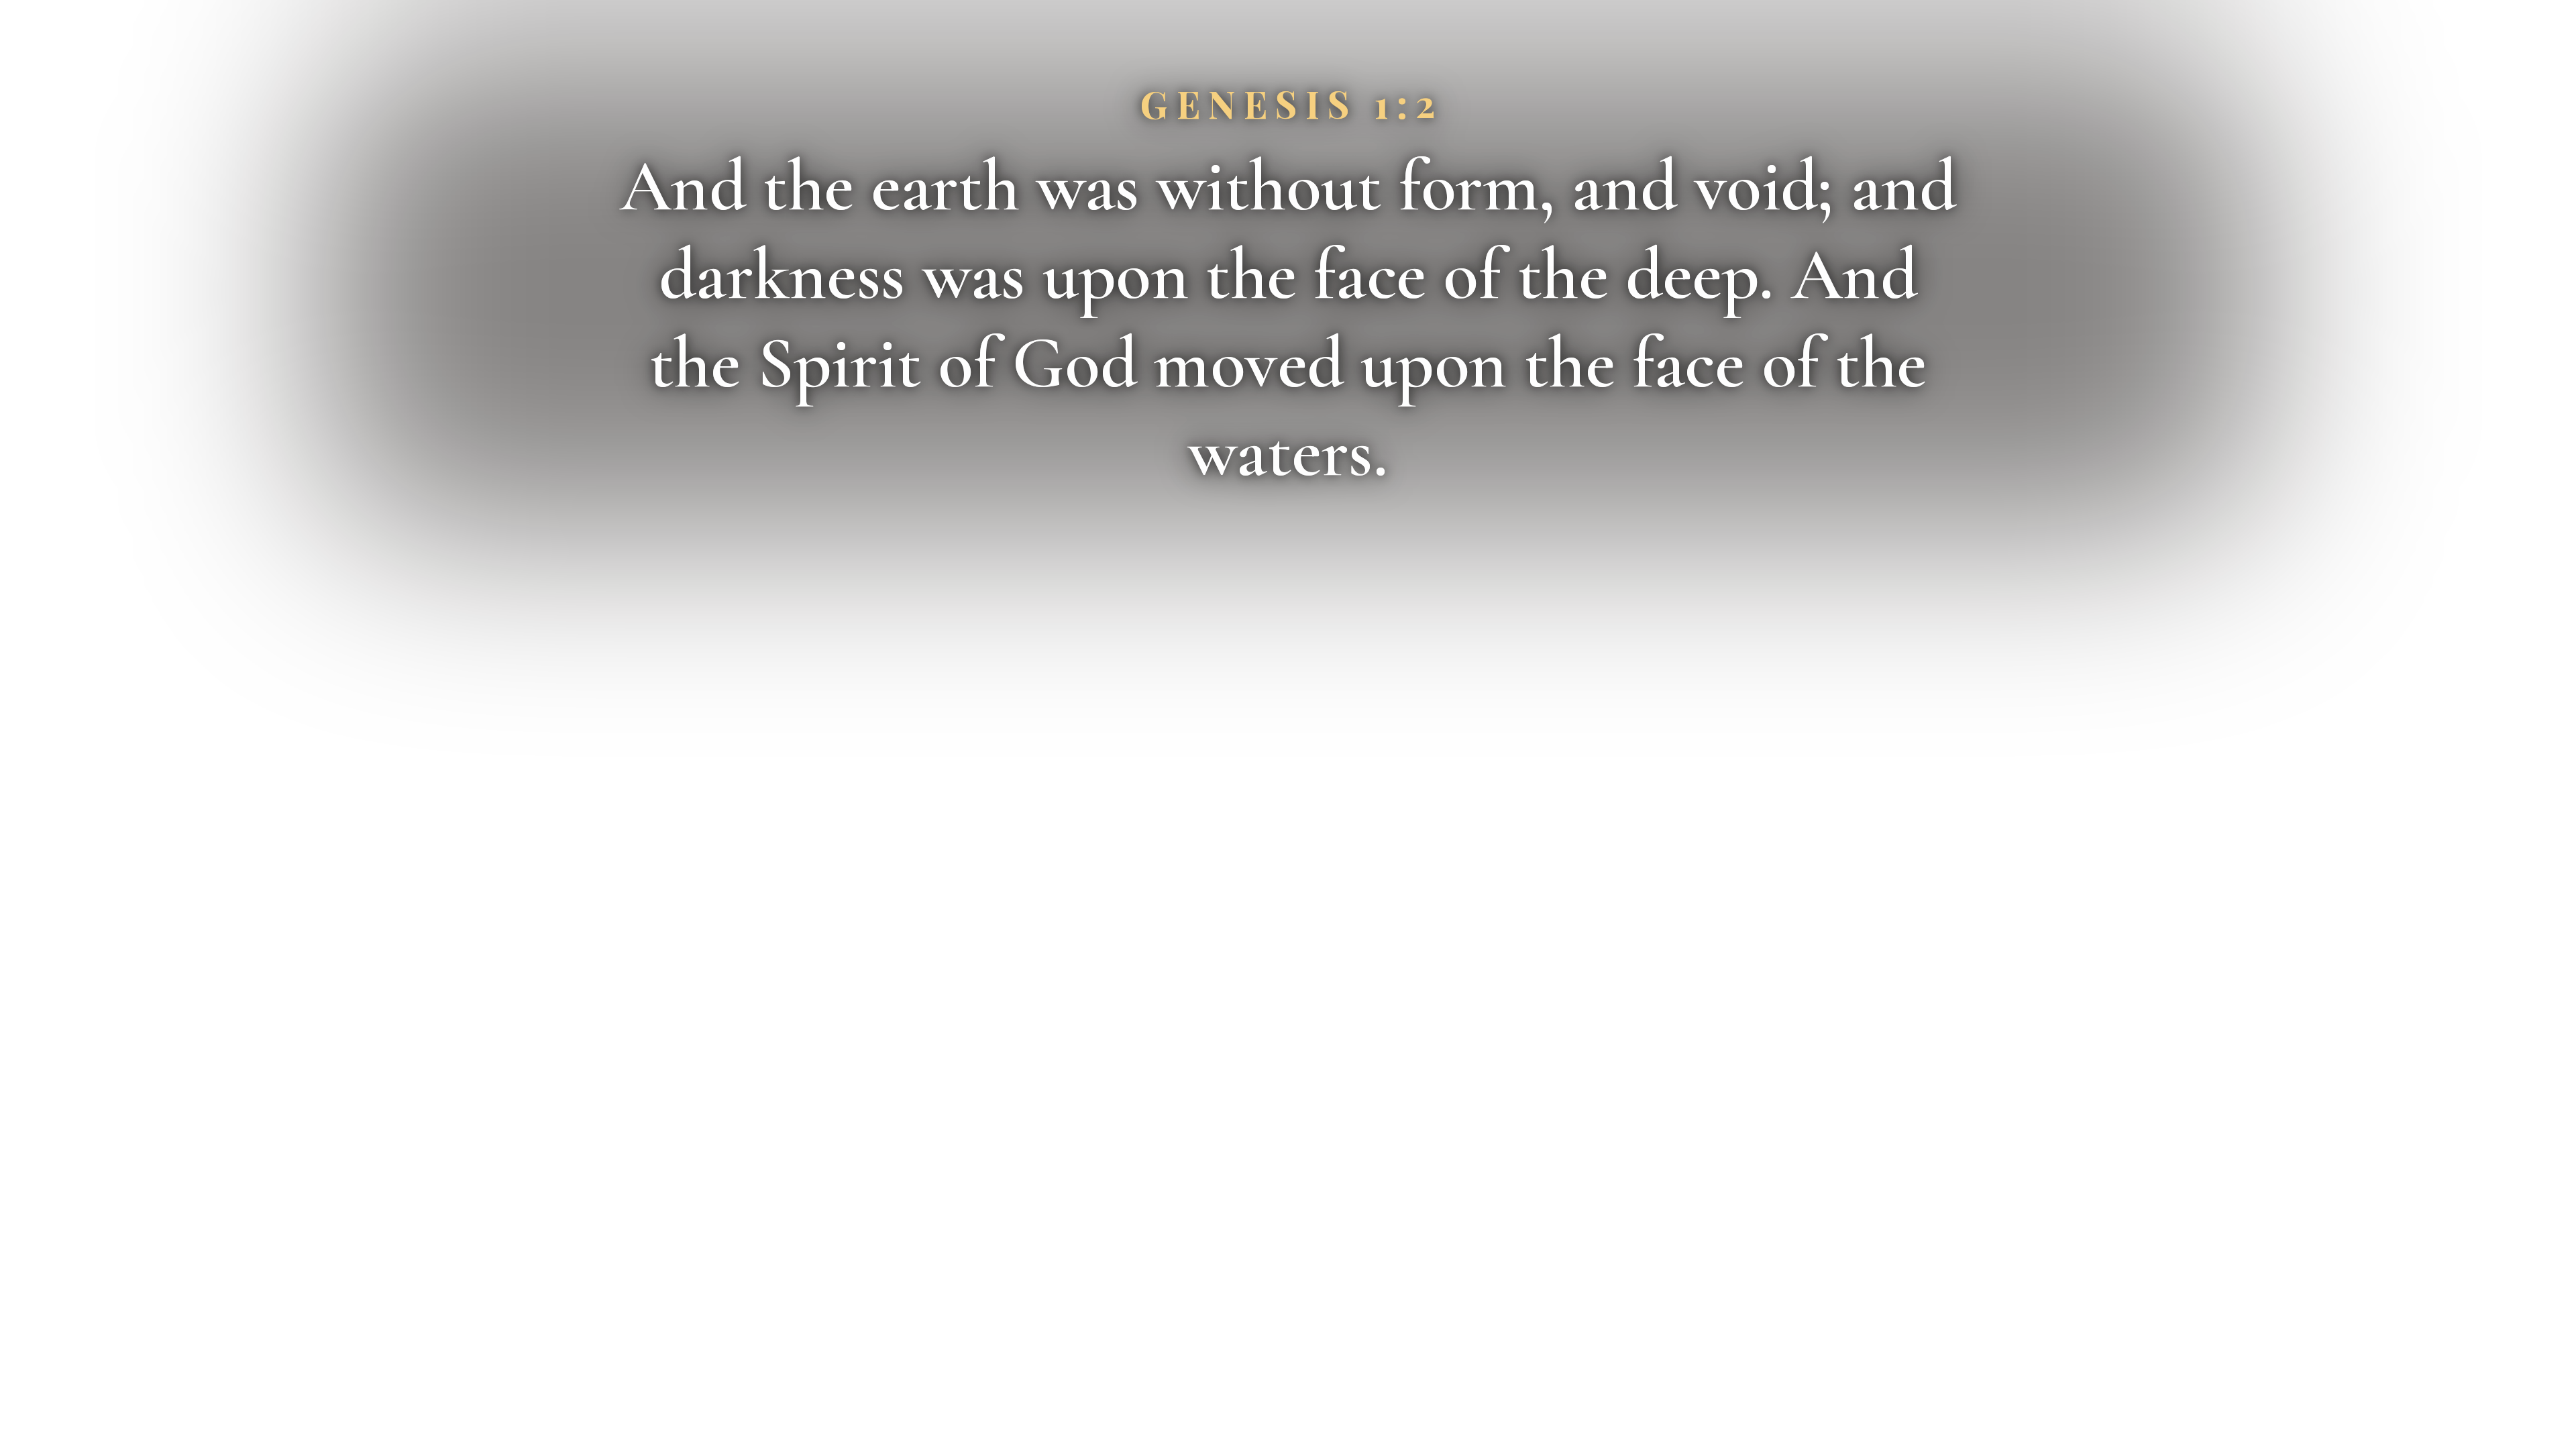 GENESIS 1:2
And the earth was without form, and void; and
darkness was upon the face of the deep. And
the Spirit of God moved upon the face of the
waters.